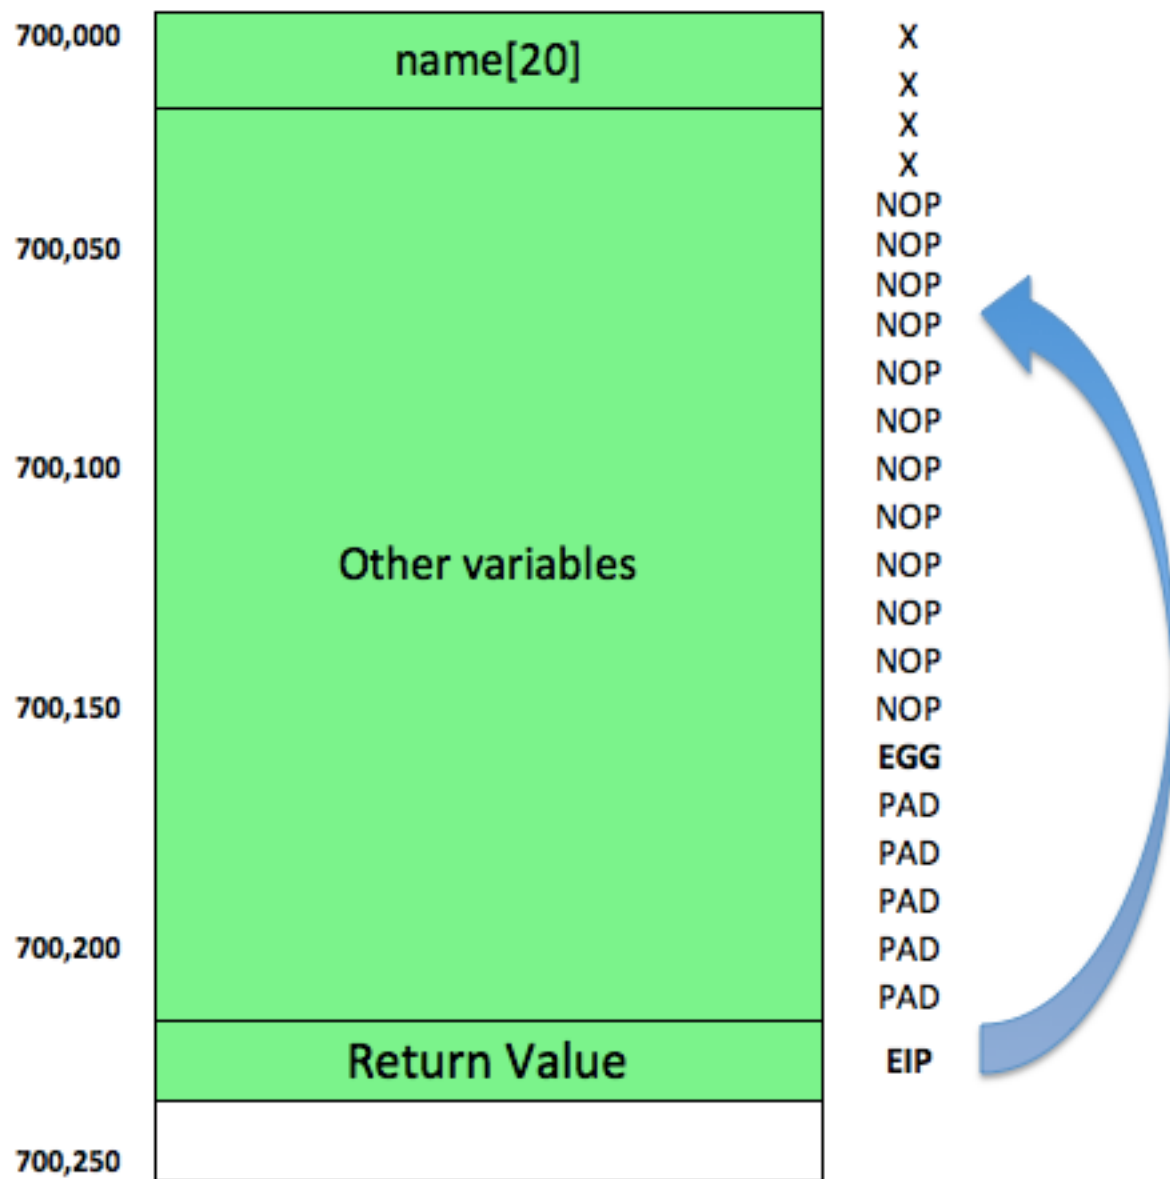 700,000
name[20]
X
X
X
X
NOP
700,050
NOP
NOP
NOP
NOP
NOP
700,100
NOP
NOP
Other variables
NOP
NOP
NOP
700,150
NOP
EGG
PAD
PAD
PAD
700,200
PAD
PAD
Return Value
EIP
700,250